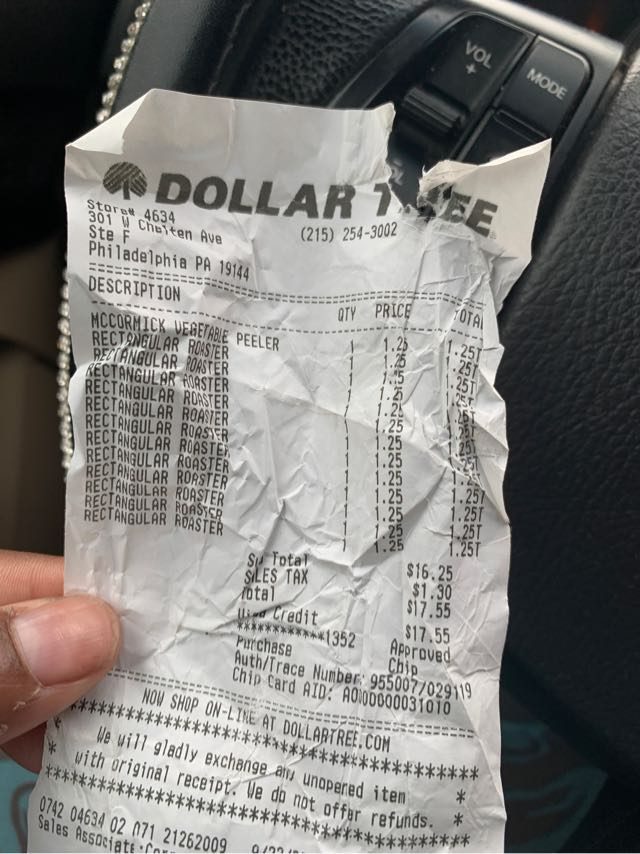 VOL
+
MODE
DOLLAR TREE
Store# 4634
301 W Chelten Ave
Ste F
(215) 254-3002
Philadelphia PA 19144
DESCRIPTION QTY PRICE TOTAL
MCCORMICK VEGETABLE PEELER 1 1.25 1.25T
RECTANGULAR ROASTER 1 1.25 1.25T
RECTANGULAR ROASTER 1 1.25 1.25T
RECTANGULAR ROASTER 1 1.25 1.25T
RECTANGULAR ROASTER 1 1.25 1.25T
RECTANGULAR ROASTER 1 1.25 1.25T
RECTANGULAR ROASTER 1 1.25 1.25T
RECTANGULAR ROASTER 1 1.25 1.25T
RECTANGULAR ROASTER 1 1.25 1.25T
RECTANGULAR ROASTER 1 1.25 1.25T
RECTANGULAR ROASTER 1 1.25 1.25T
RECTANGULAR ROASTER 1 1.25 1.25T
RECTANGULAR ROASTER 1 1.25 1.25T
Sub Total $16.25
SALES TAX $1.30
Total $17.55
Visa Credit $17.55
************1352 Approved
Purchase Chip
Auth/Trace Number: 9550077029119
Chip Card AID: A0000000031010
NOW SHOP ON-LINE AT DOLLARTREE.COM
****************************************
* We will gladly exchange any unopened item *
* with original receipt. We do not offer refunds. *
****************************************
0742 04634 02 071 21262009
Sales Associate: